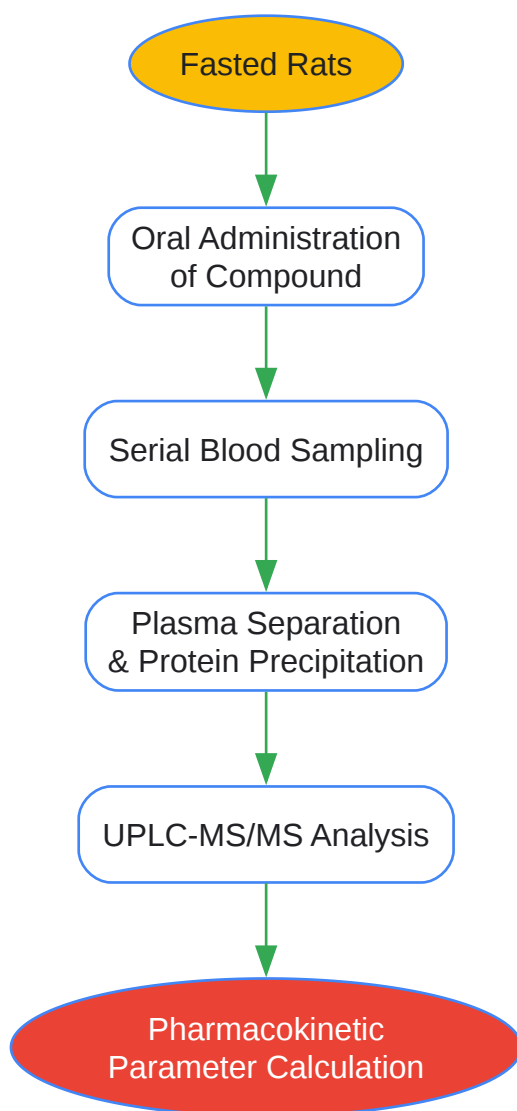 Fasted Rats
Oral Administration
of Compound
Serial Blood Sampling
Plasma Separation
& Protein Precipitation
UPLC-MS/MS Analysis
Pharmacokinetic
Parameter Calculation